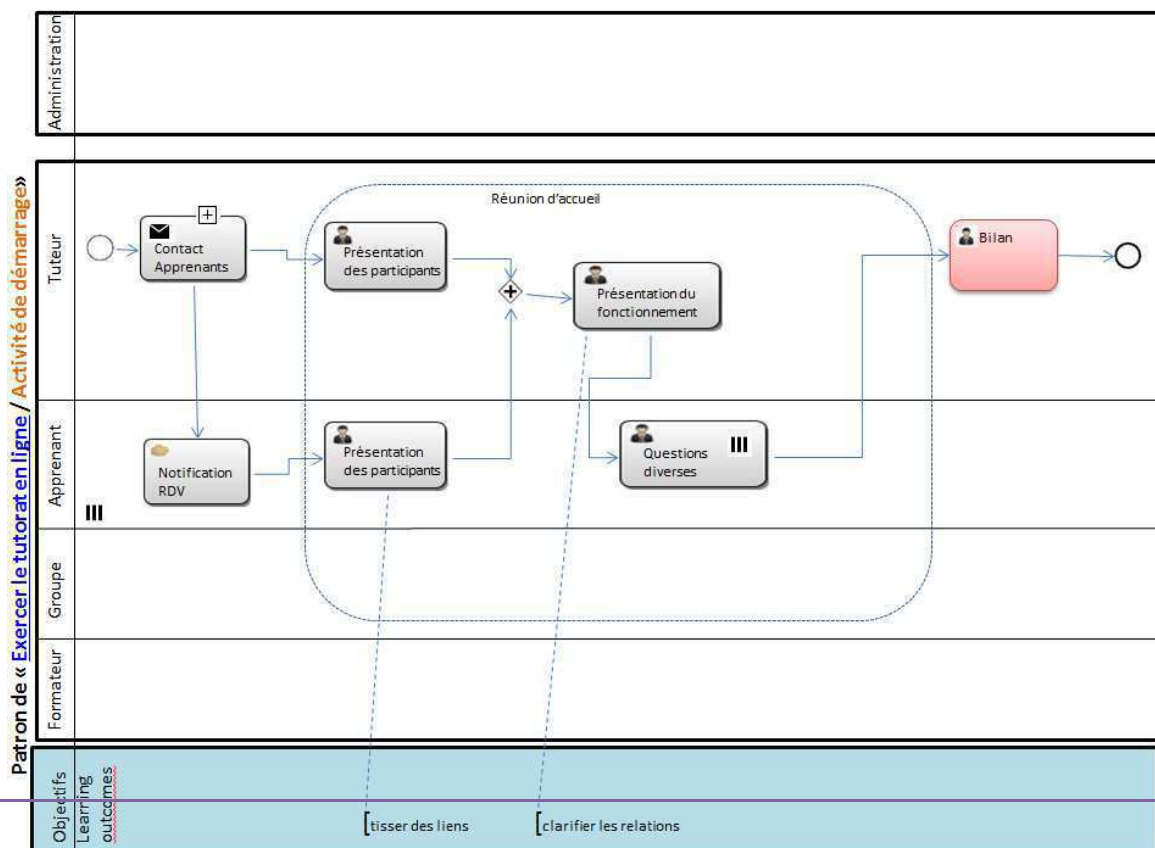 Patron de « Exercer le tutorat en ligne / Activité de démarrage»
Administration
Tuteur
Contact
Apprenants
Réunion d'accueil
Présentation
des participants
Présentation du
fonctionnement
Bilan
Apprenant
Notification
RDV
Présentation
des participants
Questions
diverses
Groupe
Formateur
Objectifs
Learning
outcomes
tisser des liens
clarifier les relations